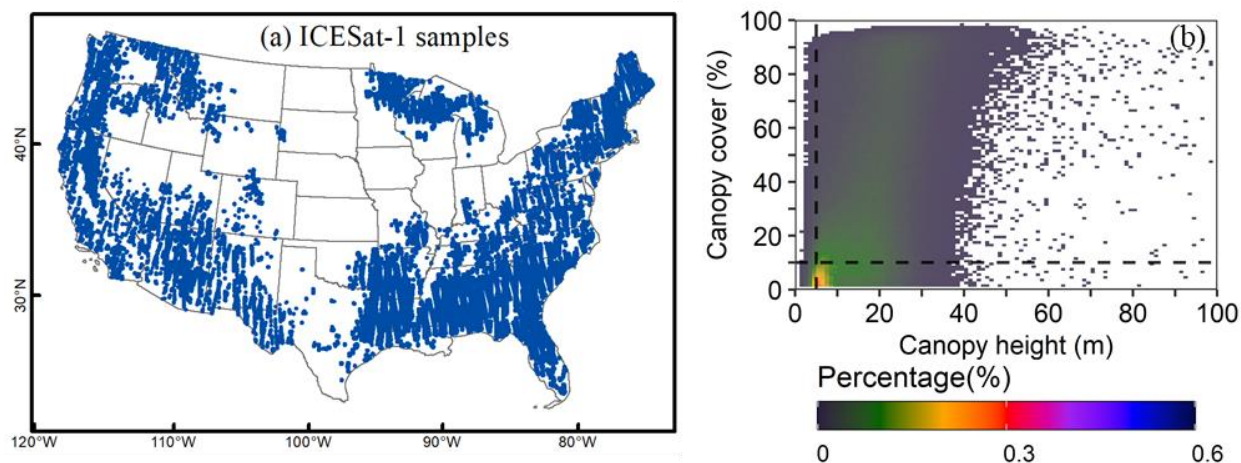 (a) ICESat-1 samples
40°N
30°N
120°W 110°W 100°W 90°W 80°W
(b)
Canopy cover (%)
100
80
60
40
20
0
0 20 40 60 80 100
Canopy height (m)
Percentage(%)
0 0.3 0.6